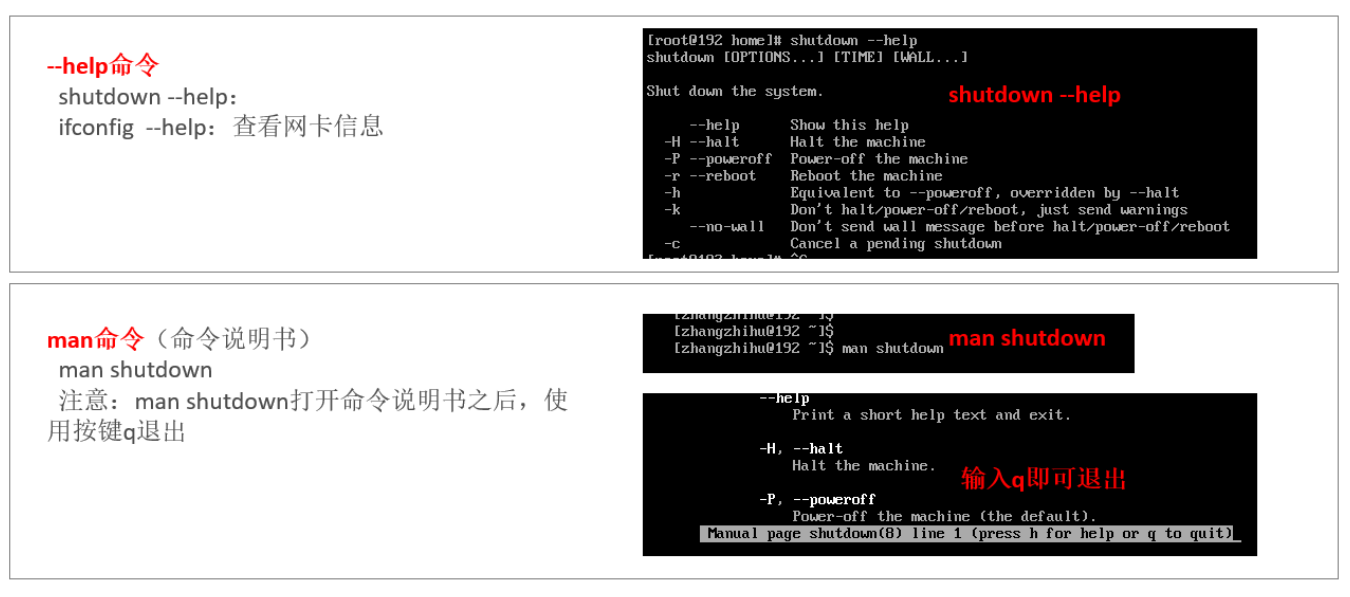 --help命令
shutdown --help：
ifconfig --help：查看网卡信息
[root@192 home]# shutdown --help
shutdown [OPTIONS...] [TIME] [WALL...]
Shut down the system.
shutdown --help
--help Show this help
-H --halt Halt the machine
-P --poweroff Power-off the machine
-r --reboot Reboot the machine
-h Equivalent to --poweroff, overridden by --halt
-k Don't halt/power-off/reboot, just send warnings
--no-wall Don't send wall message before halt/power-off/reboot
-c Cancel a pending shutdown
[root@192 home]# ^C
man命令（命令说明书）
man shutdown
注意：man shutdown打开命令说明书之后，使
用按键q退出
[zhangzhihu@192 ~]$
[zhangzhihu@192 ~]$
[zhangzhihu@192 ~]$ man shutdown
man shutdown
--help
Print a short help text and exit.
-H, --halt
Halt the machine.
输入q即可退出
-P, --poweroff
Power-off the machine (the default).
Manual page shutdown(8) line 1 (press h for help or q to quit)_